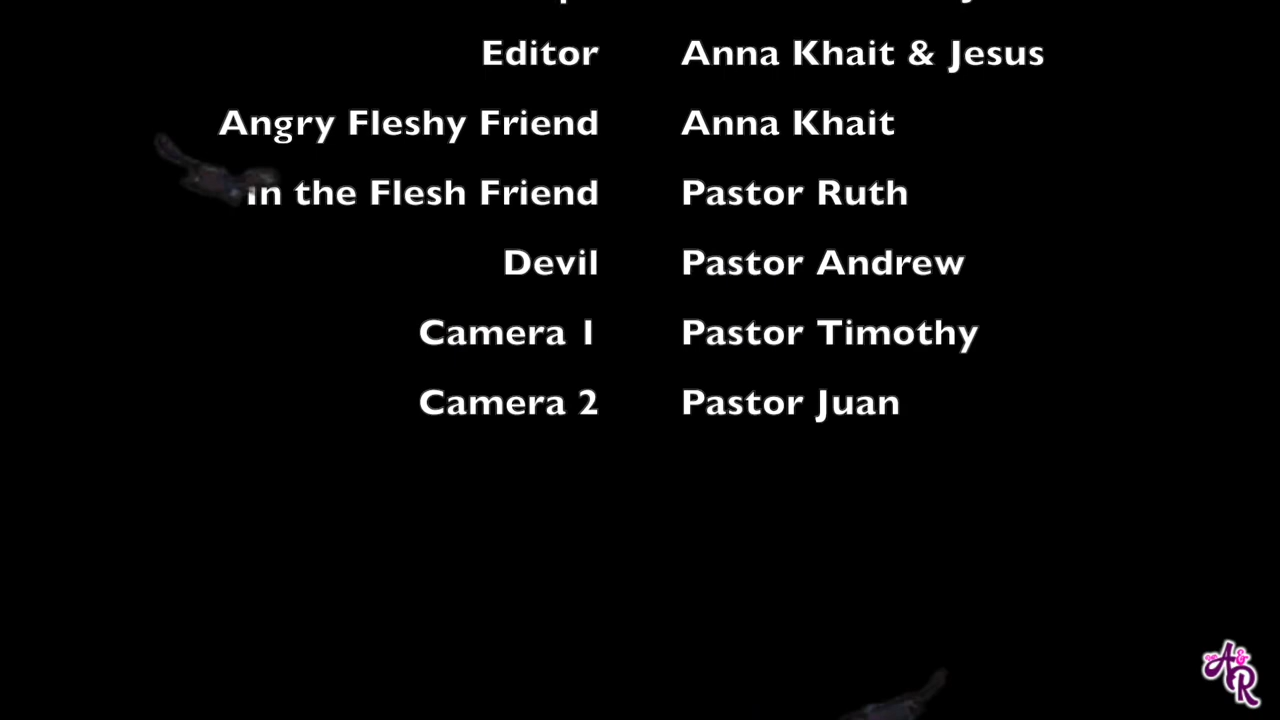 Editor Anna Khait & Jesus
Angry Fleshy Friend Anna Khait
in the Flesh Friend Pastor Ruth
Devil Pastor Andrew
Camera 1 Pastor Timothy
Camera 2 Pastor Juan
A&R